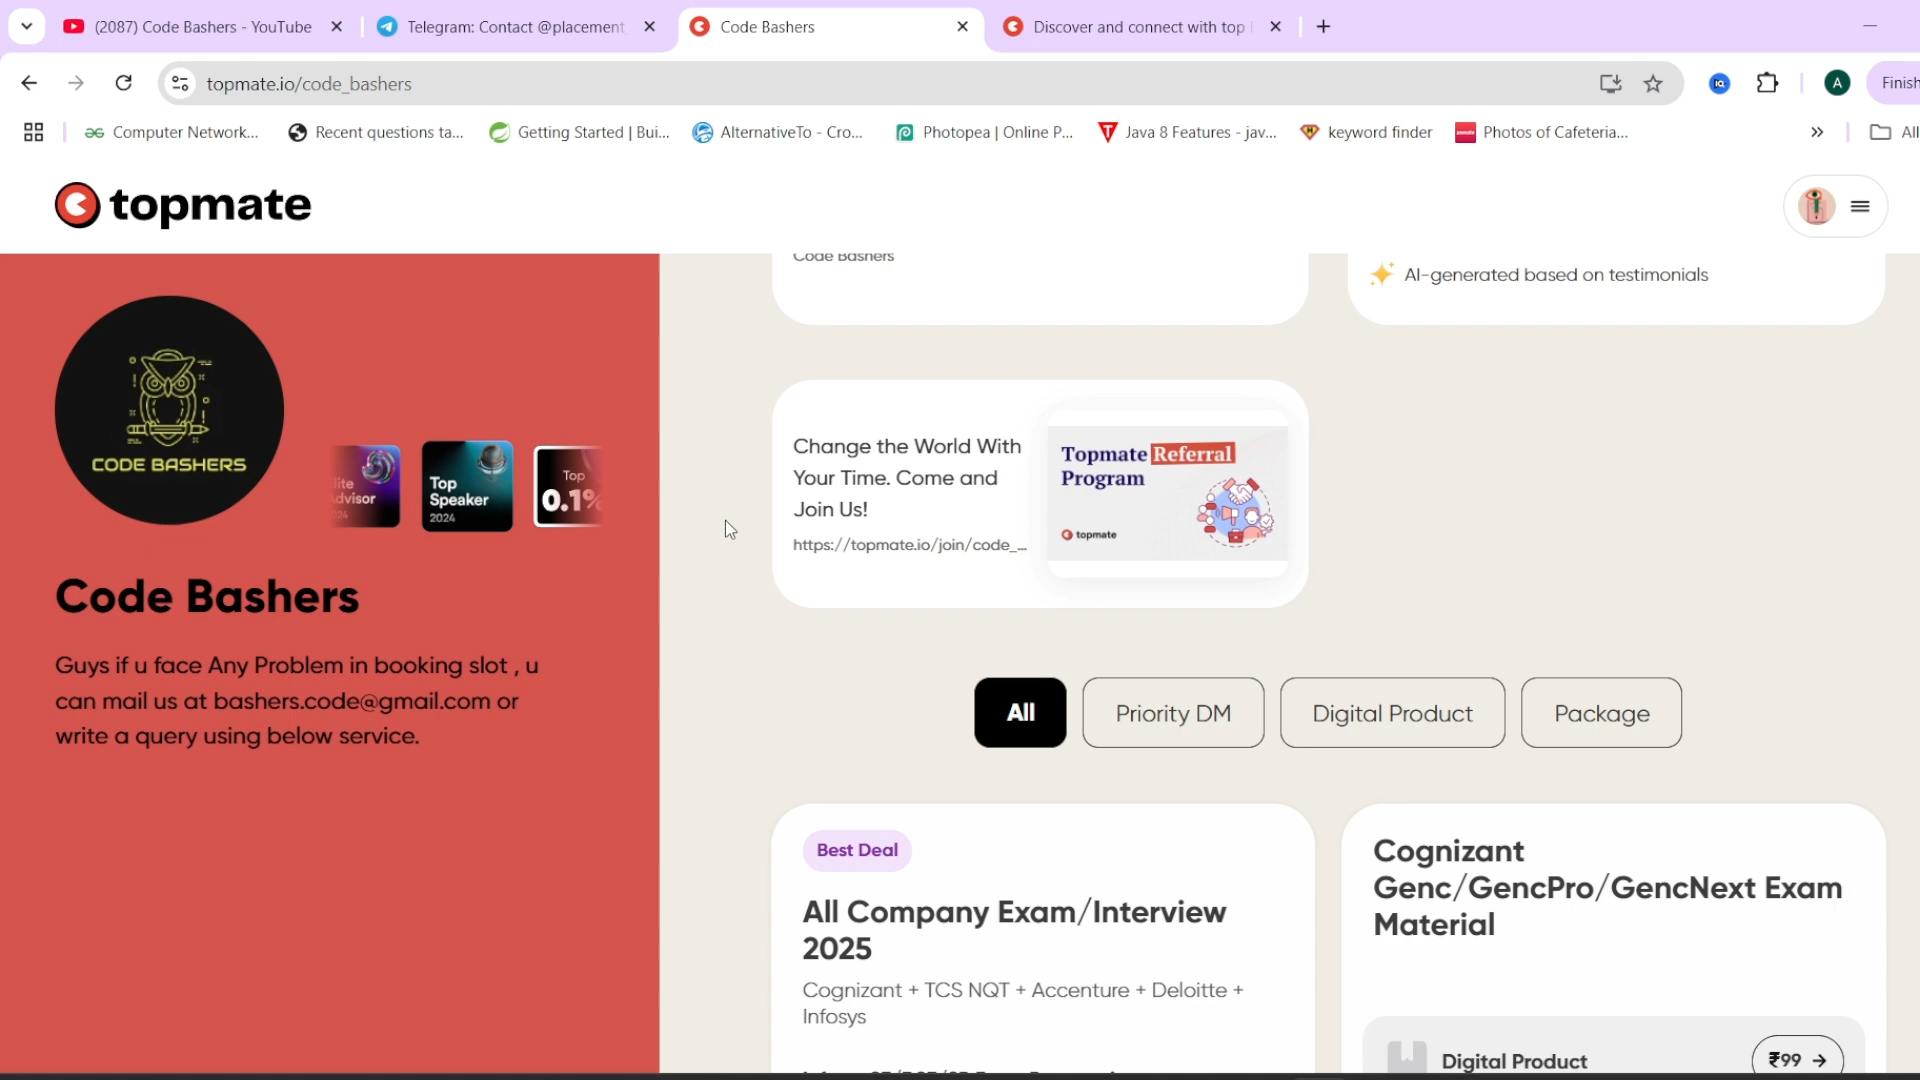 (2087) Code Bashers - YouTube
Telegram: Contact @placement
Code Bashers
Discover and connect with top
topmate.io/code_bashers
iQ
A
Finish
Computer Network...
Recent questions ta...
Getting Started | Bui...
AlternativeTo - Cro...
Photopea | Online P...
Java 8 Features - jav...
keyword finder
Photos of Cafeteria...
All
topmate
Code Bashers
AI-generated based on testimonials
CODE BASHERS
Advisor
Top
Speaker
2024
Top
0.1%
Code Bashers
Guys if u face Any Problem in booking slot , u
can mail us at bashers.code@gmail.com or
write a query using below service.
Change the World With
Your Time. Come and
Join Us!
https://topmate.io/join/code_...
Topmate Referral
Program
topmate
All
Priority DM
Digital Product
Package
Best Deal
All Company Exam/Interview
2025
Cognizant + TCS NQT + Accenture + Deloitte +
Infosys
Cognizant
Genc/GencPro/GencNext Exam
Material
Digital Product
₹99 →